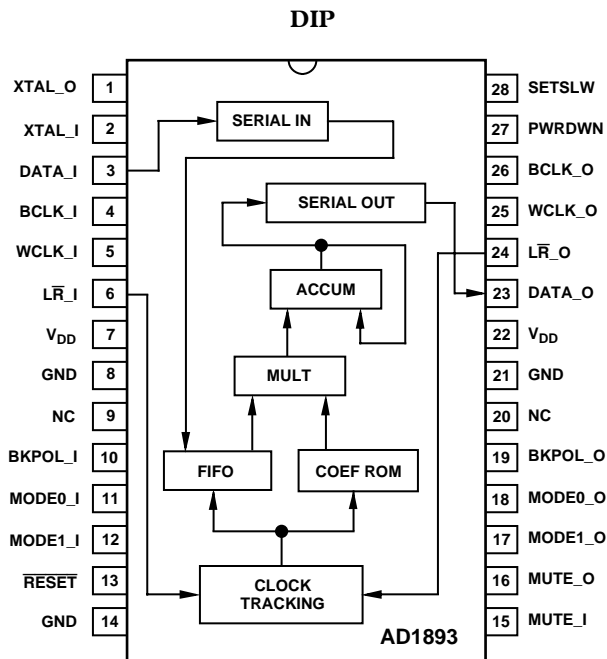 DIP
XTAL_O 1
XTAL_I 2
DATA_I 3
BCLK_I 4
WCLK_I 5
LR̅_I 6
VDD 7
GND 8
NC 9
BKPOL_I 10
MODE0_I 11
MODE1_I 12
R̅E̅S̅E̅T̅ 13
GND 14
SERIAL IN
SERIAL OUT
ACCUM
MULT
FIFO
COEF ROM
CLOCK
TRACKING
AD1893
28 SETSLW
27 PWRDWN
26 BCLK_O
25 WCLK_O
24 LR̅_O
23 DATA_O
22 VDD
21 GND
20 NC
19 BKPOL_O
18 MODE0_O
17 MODE1_O
16 MUTE_O
15 MUTE_I